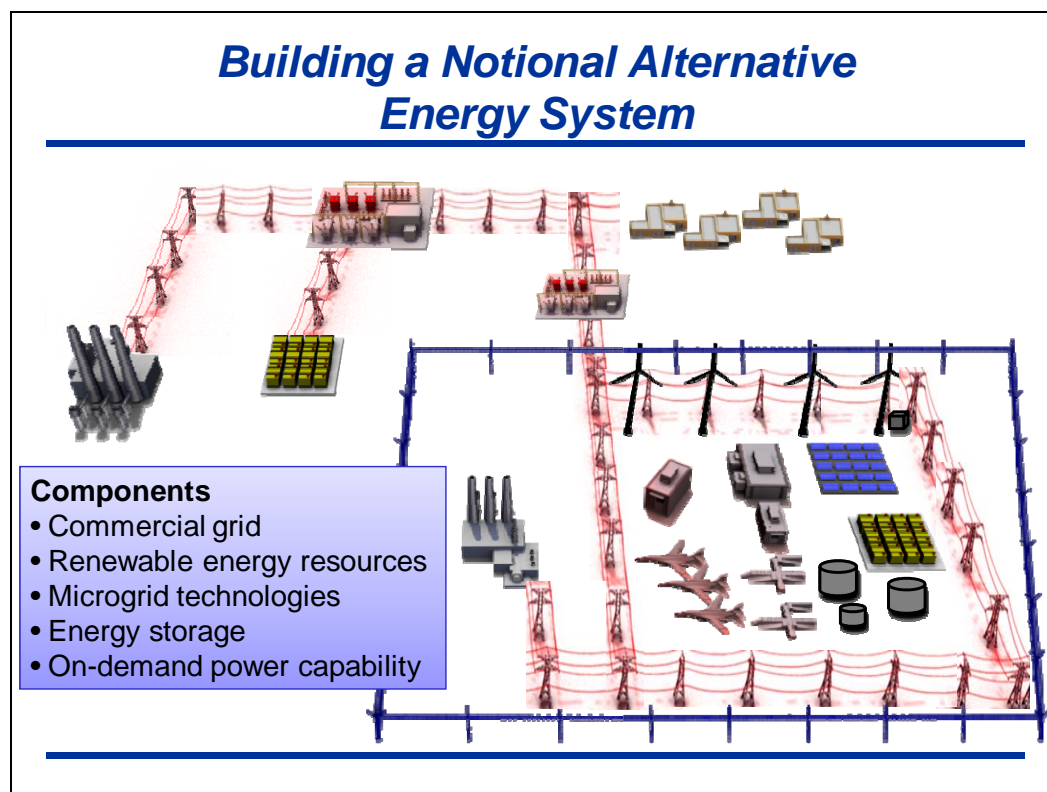 Building a Notional Alternative
Energy System
Components
• Commercial grid
• Renewable energy resources
• Microgrid technologies
• Energy storage
• On-demand power capability